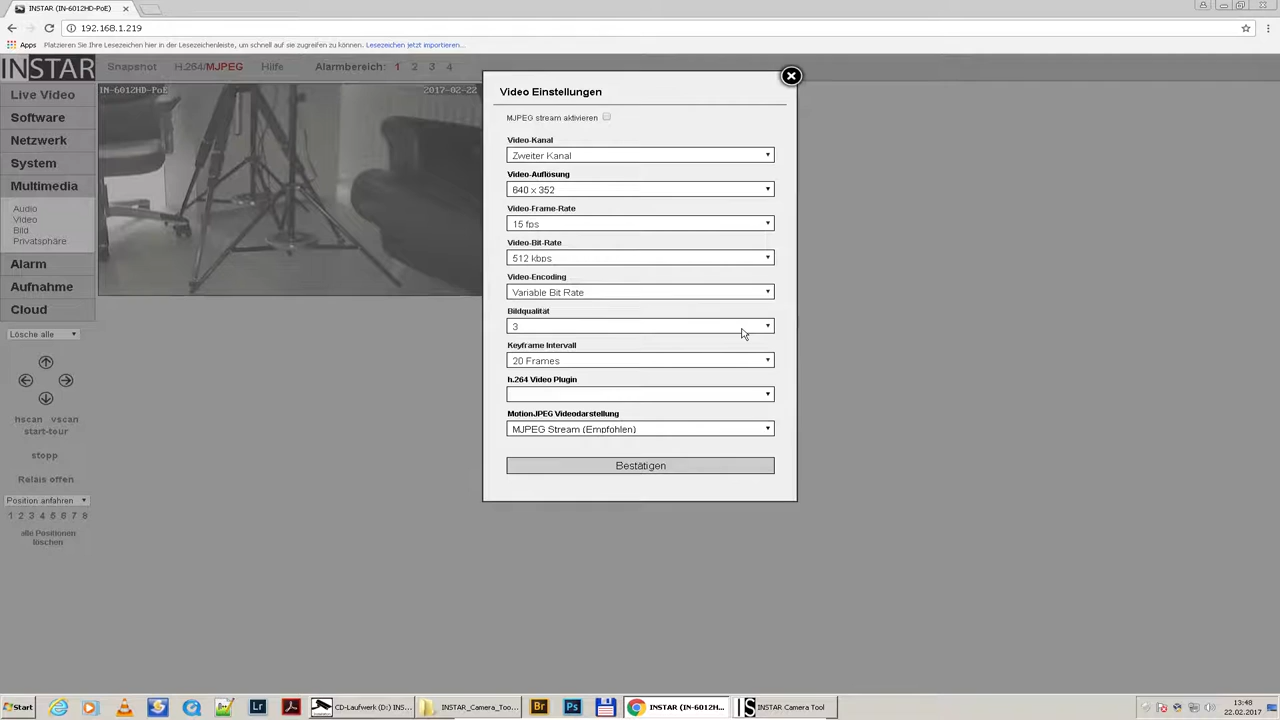 INSTAR (IN-6012HD-PoE)
192.168.1.219
Apps Platzieren Sie Ihre Lesezeichen hier in der Lesezeichenleiste, um schnell auf sie zugreifen zu können. Lesezeichen jetzt importieren...
INSTAR Snapshot H.264/MJPEG Hilfe Alarmbereich: 1 2 3 4
IN-6012HD-PoE 2017-02-22
Live Video
Software
Netzwerk
System
Multimedia
Audio
Video
Bild
Privatsphäre
Alarm
Aufnahme
Cloud
Lösche alle
hscan vscan
start-tour
stopp
Relais offen
Position anfahren
1 2 3 4 5 6 7 8
alle Positionen
löschen
Video Einstellungen
MJPEG stream aktivieren
Video-Kanal
Zweiter Kanal
Video-Auflösung
640 x 352
Video-Frame-Rate
15 fps
Video-Bit-Rate
512 kbps
Video-Encoding
Variable Bit Rate
Bildqualität
3
Keyframe Intervall
20 Frames
h.264 Video Plugin
MotionJPEG Videodarstellung
MJPEG Stream (Empfohlen)
Bestätigen
Start Lr CD-Laufwerk (D:) INS... INSTAR_Camera_Too... Br Ps INSTAR (IN-6012H... INSTAR Camera Tool
13:48
22.02.2017